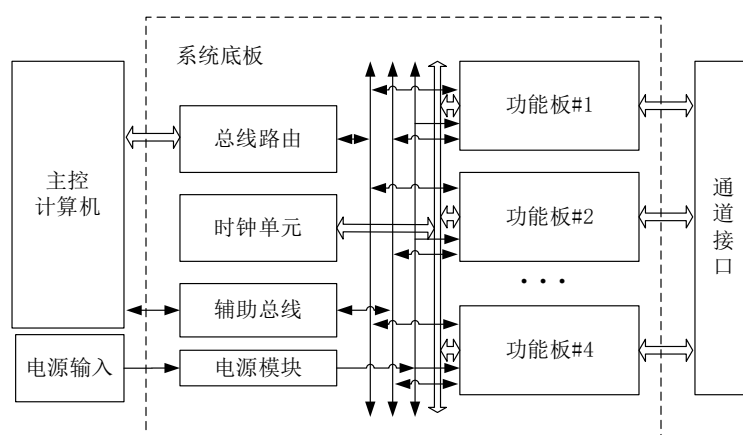 系统底板
主控
计算机
电源输入
总线路由
时钟单元
辅助总线
电源模块
功能板#1
功能板#2
···
功能板#4
通
道
接
口